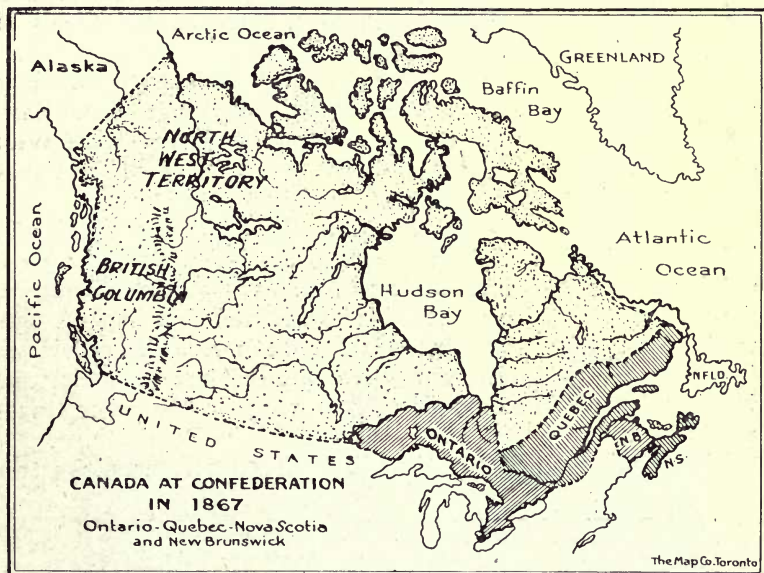 Arctic Ocean
GREENLAND
Alaska
Baffin
Bay
NORTH
WEST
TERRITORY
Atlantic
Ocean
Pacific Ocean
BRITISH
COLUMBIA
Hudson
Bay
NFLD.
QUEBEC
UNITED STATES
ONTARIO
N.B.
N.S.
CANADA AT CONFEDERATION
IN 1867
Ontario-Quebec-Nova Scotia
and New Brunswick
The Map Co. Toronto